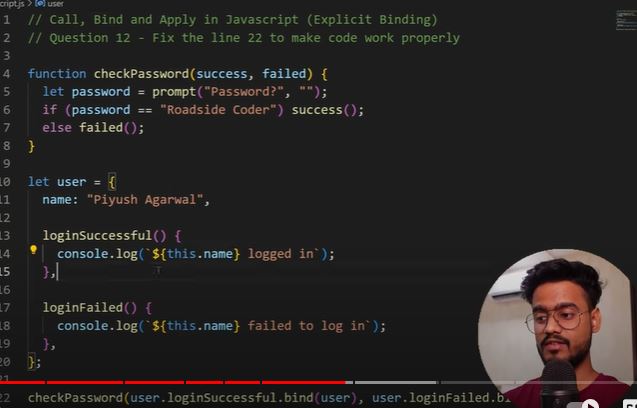 cript.js > user
1 // Call, Bind and Apply in Javascript (Explicit Binding)
2 // Question 12 - Fix the line 22 to make code work properly
3
4 function checkPassword(success, failed) {
5 let password = prompt("Password?", "");
6 if (password == "Roadside Coder") success();
7 else failed();
8 }
9
10 let user = {
11 name: "Piyush Agarwal",
12
13 loginSuccessful() {
14 console.log(`${this.name} logged in`);
15 },
16
17 loginFailed() {
18 console.log(`${this.name} failed to log in`);
19 },
20 };
21
22 checkPassword(user.loginSuccessful.bind(user), user.loginFailed.bi